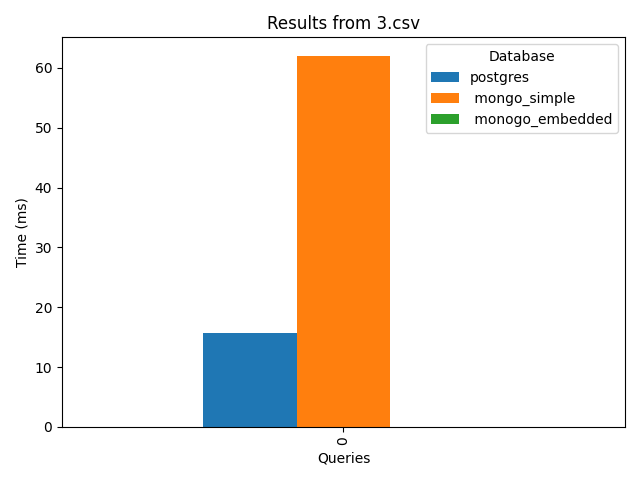 Results from 3.csv
Database
postgres
mongo_simple
monogo_embedded
Time (ms)
60
50
40
30
20
10
0
0
Queries